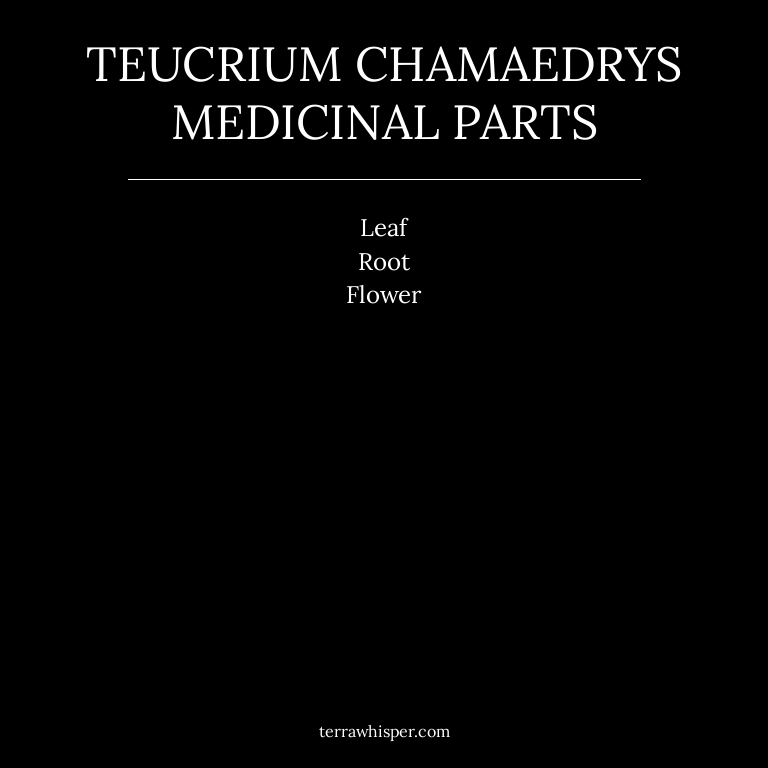 TEUCRIUM CHAMAEDRYS
MEDICINAL PARTS
Leaf
Root
Flower
terrawhisper.com